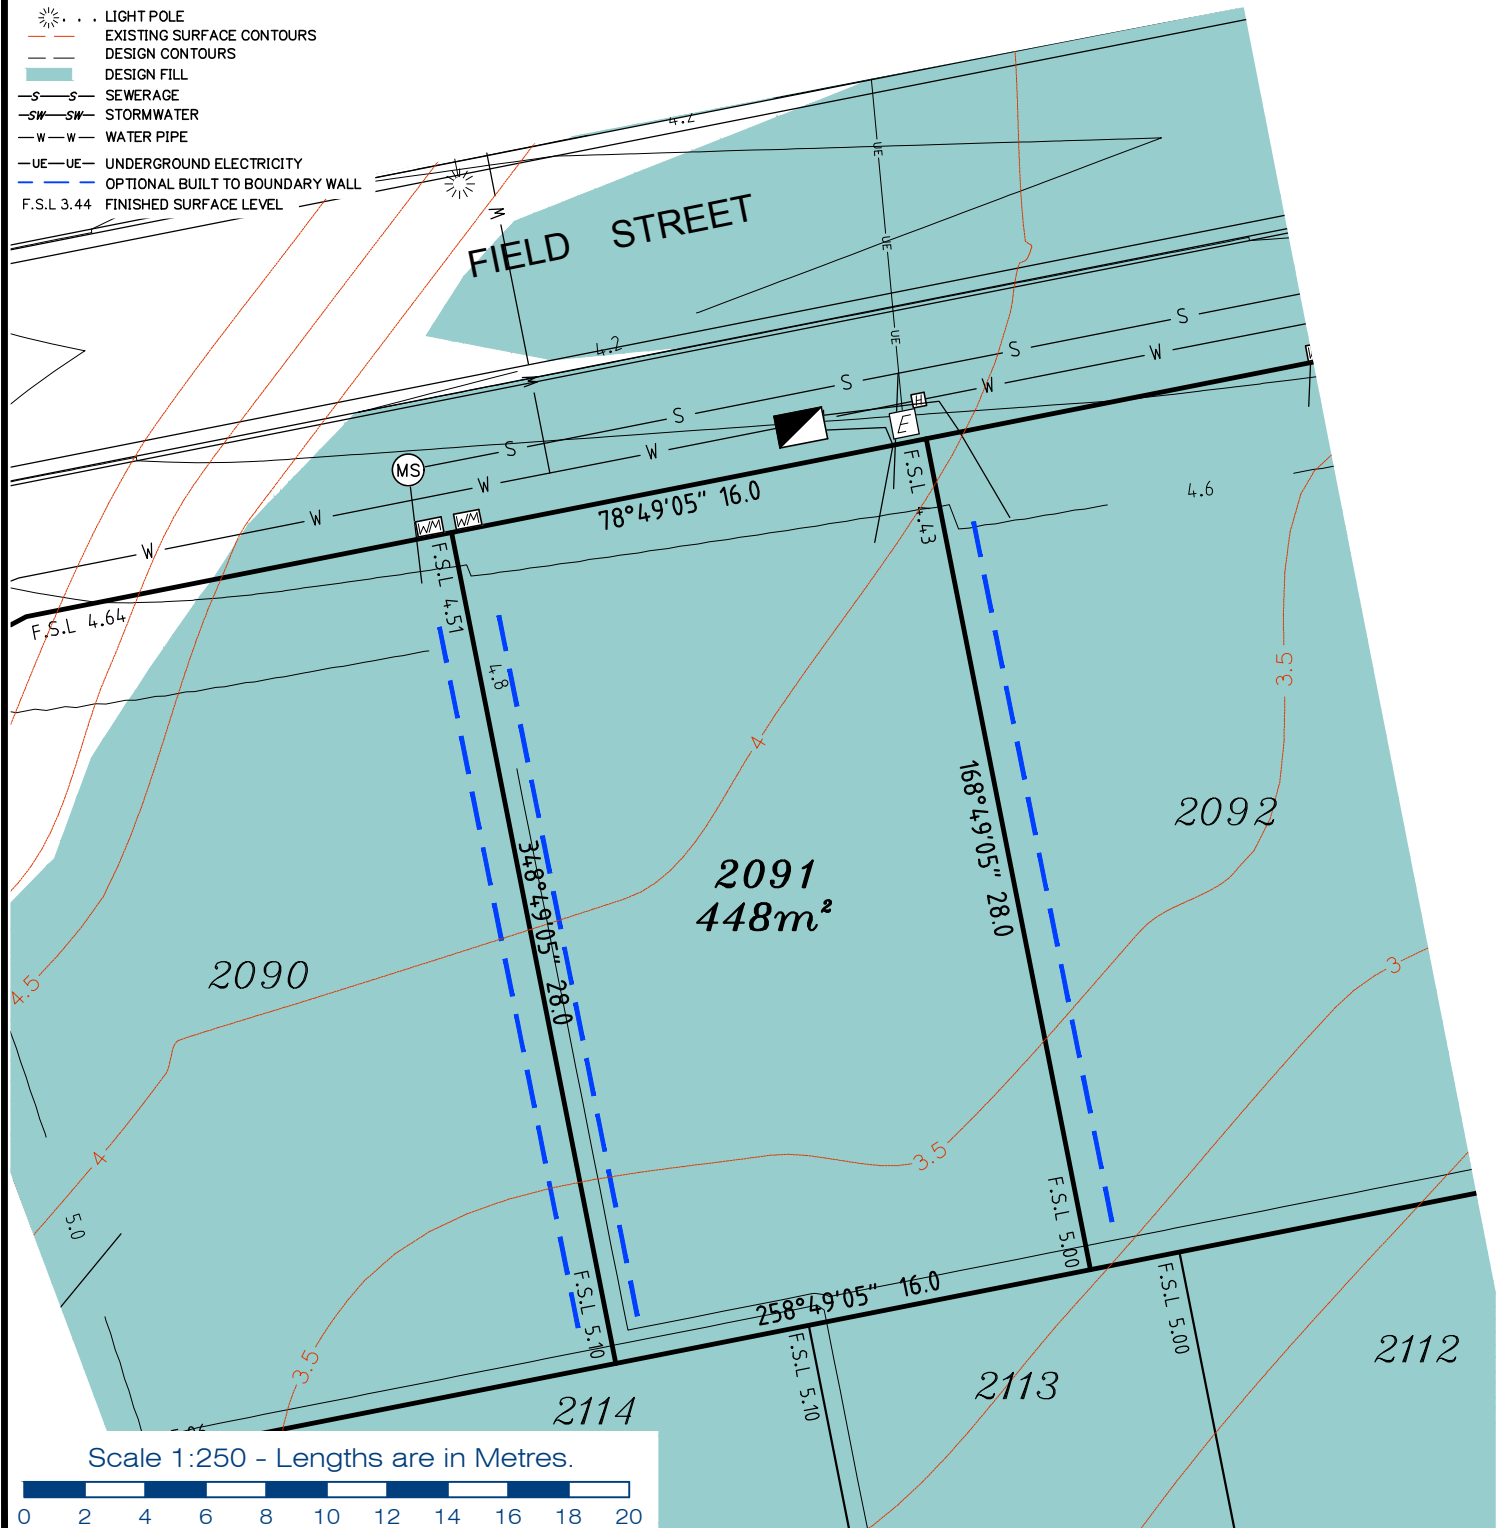 LIGHT POLE
EXISTING SURFACE CONTOURS
DESIGN CONTOURS
DESIGN FILL
S S SEWERAGE
SW SW STORMWATER
W W WATER PIPE
UE UE UNDERGROUND ELECTRICITY
OPTIONAL BUILT TO BOUNDARY WALL
F.S.L 3.44 FINISHED SURFACE LEVEL
4.2
UE
W
FIELD STREET
UE
UE
4.2
W
S
S
S
S
S
W
W
W
W
W
W
H
E
MS
WM
WM
78°49'05" 16.0
F.S.L 4.43
4.6
F.S.L 4.51
F.S.L 4.64
4.8
3.5
4
168°49'05" 28.0
2092
348°49'05" 28.0
2091
448m²
2090
4.5
3
4
3.5
5.0
F.S.L 5.00
F.S.L 5.10
258°49'05" 16.0
F.S.L 5.00
F.S.L 5.10
3.5
2112
2113
2114
Scale 1:250 - Lengths are in Metres.
0 2 4 6 8 10 12 14 16 18 20